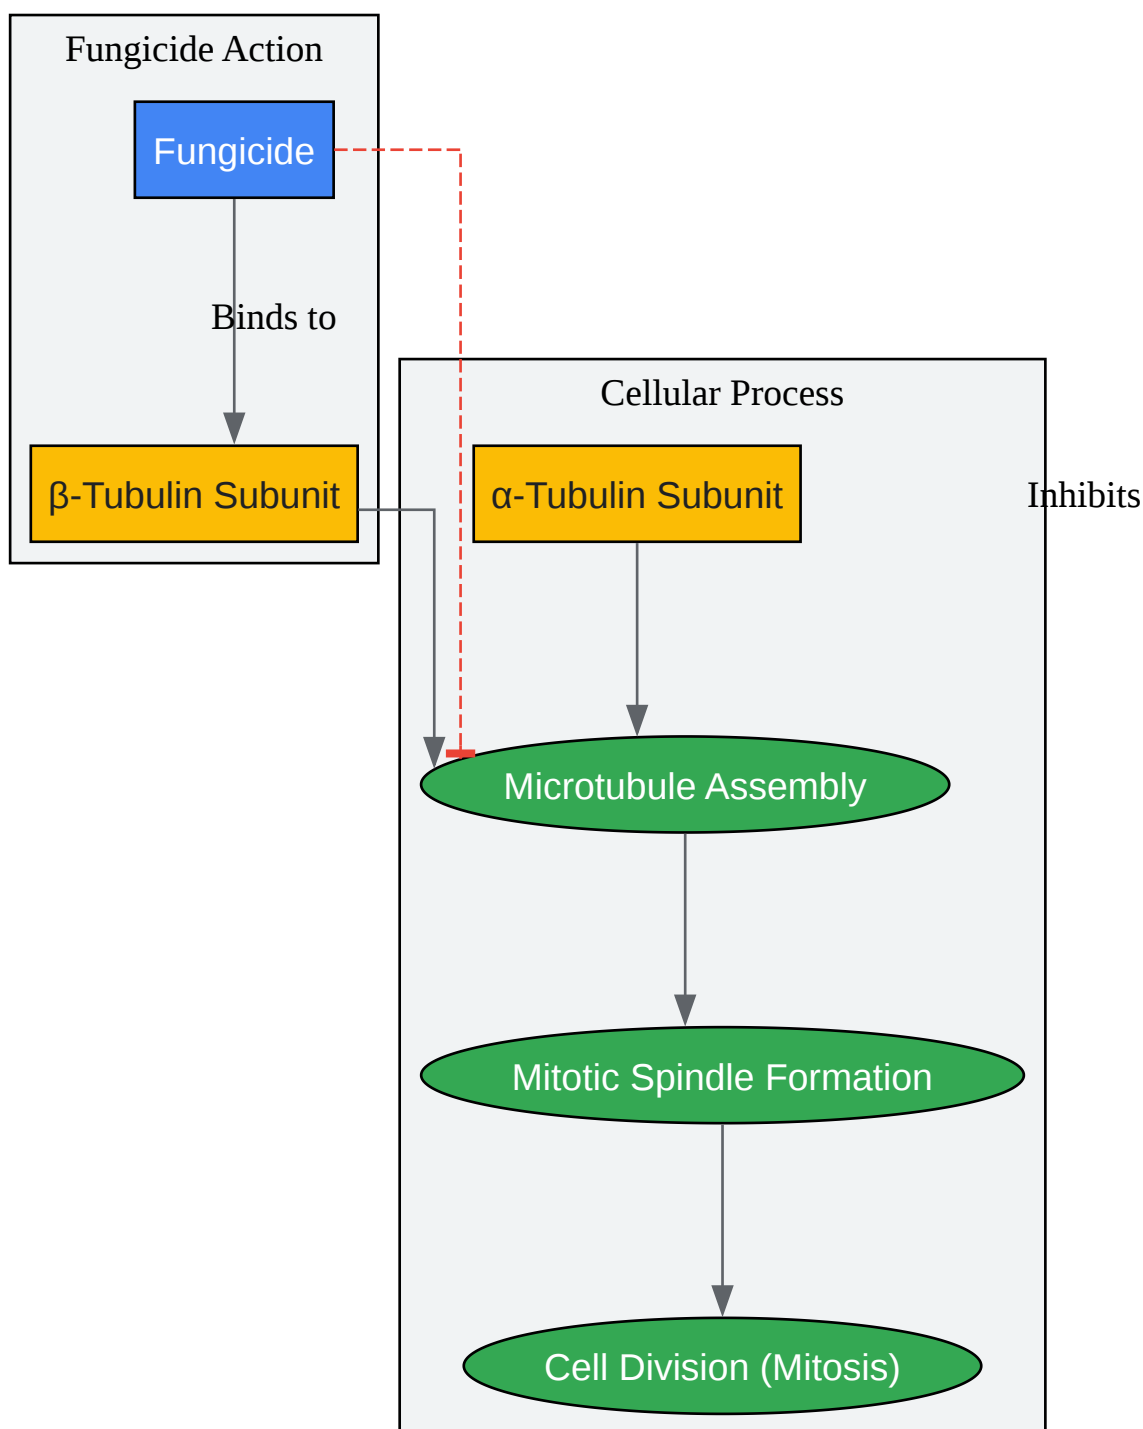 Fungicide Action
Fungicide
Binds to
Cellular Process
β-Tubulin Subunit
α-Tubulin Subunit
Inhibits
Microtubule Assembly
Mitotic Spindle Formation
Cell Division (Mitosis)